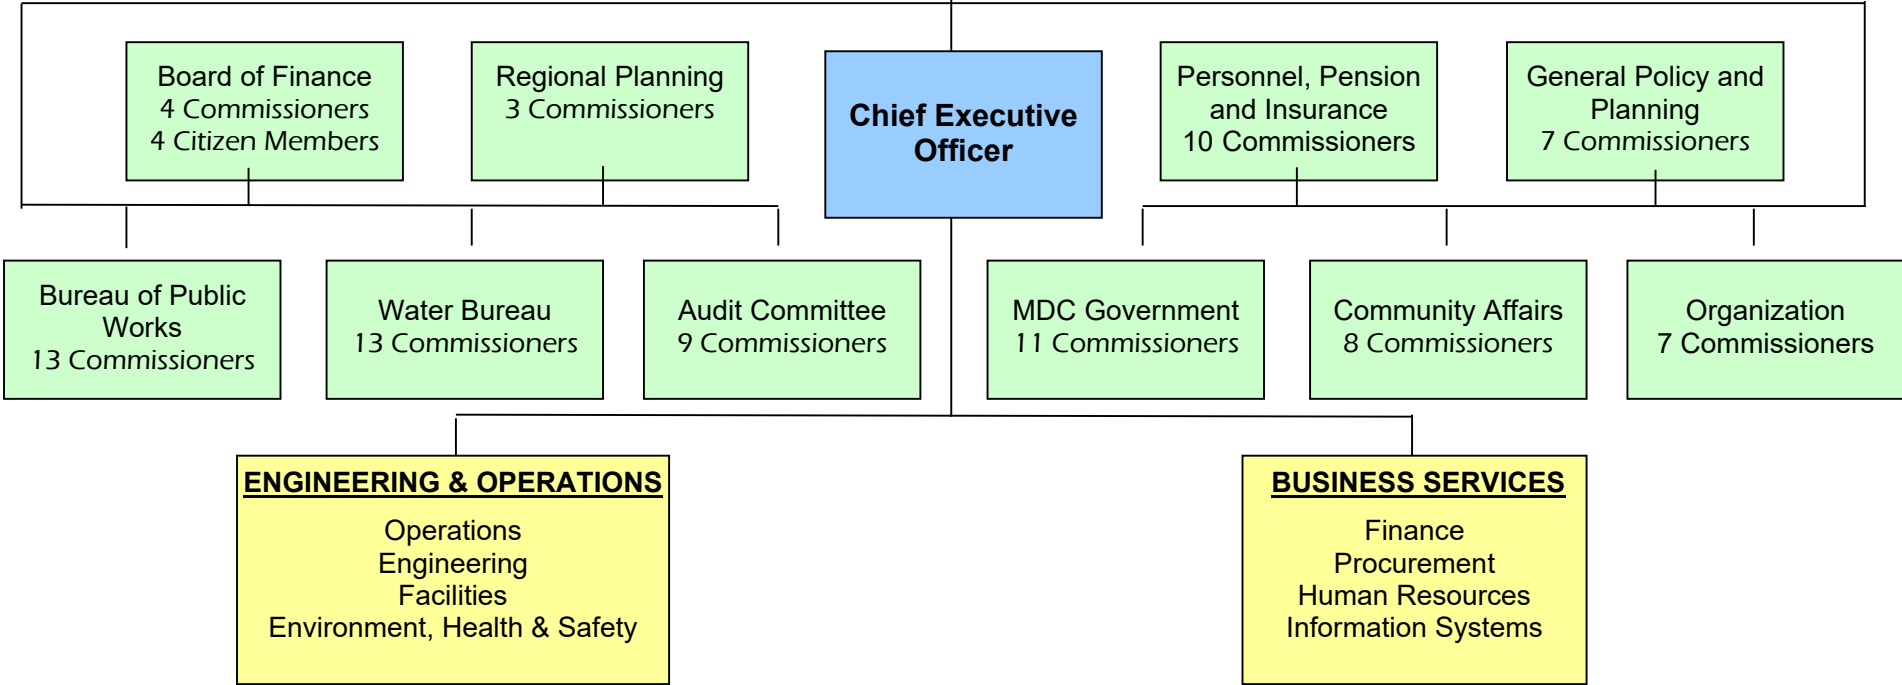 Board of Finance
4 Commissioners
4 Citizen Members
Regional Planning
3 Commissioners
Chief Executive
Officer
Personnel, Pension
and Insurance
10 Commissioners
General Policy and
Planning
7 Commissioners
Bureau of Public
Works
13 Commissioners
Water Bureau
13 Commissioners
Audit Committee
9 Commissioners
MDC Government
11 Commissioners
Community Affairs
8 Commissioners
Organization
7 Commissioners
ENGINEERING & OPERATIONS
Operations
Engineering
Facilities
Environment, Health & Safety
BUSINESS SERVICES
Finance
Procurement
Human Resources
Information Systems